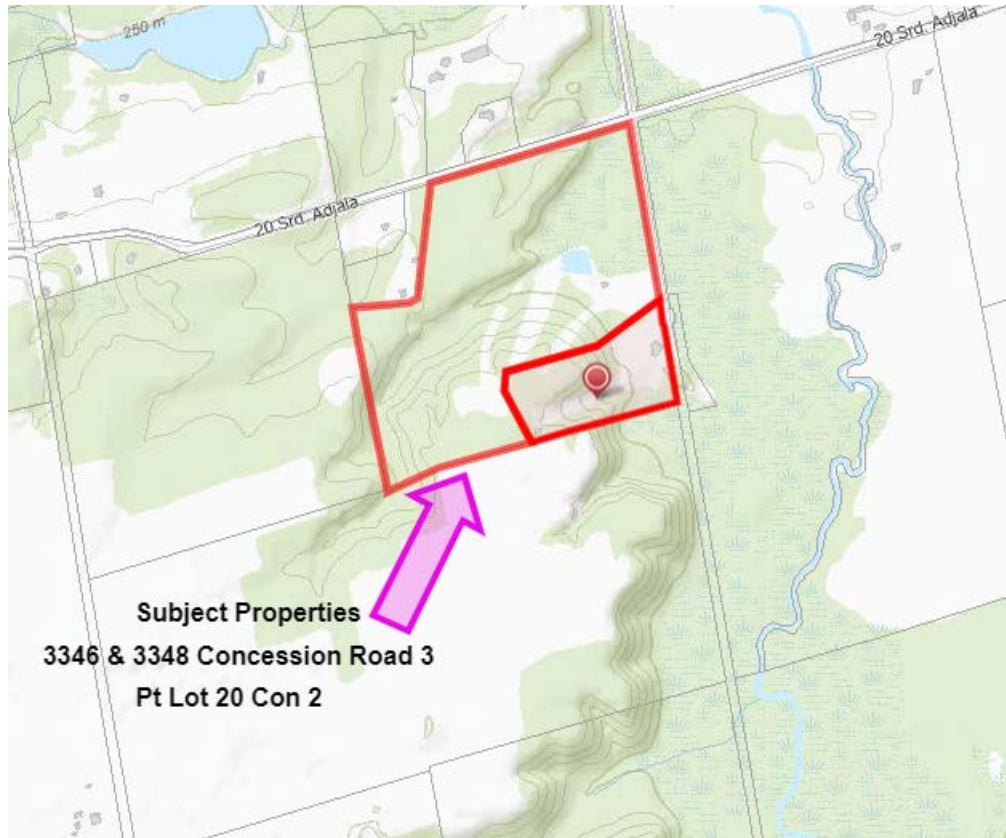 250 m
20 Srd. Adjala
20 Srd. Adjala
Subject Properties
3346 & 3348 Concession Road 3
Pt Lot 20 Con 2